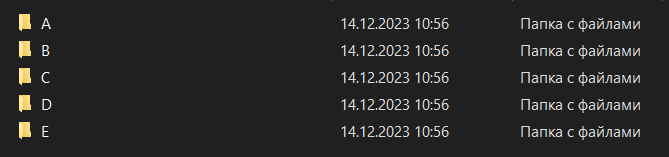 A 14.12.2023 10:56 Папка с файлами
B 14.12.2023 10:56 Папка с файлами
C 14.12.2023 10:56 Папка с файлами
D 14.12.2023 10:56 Папка с файлами
E 14.12.2023 10:56 Папка с файлами